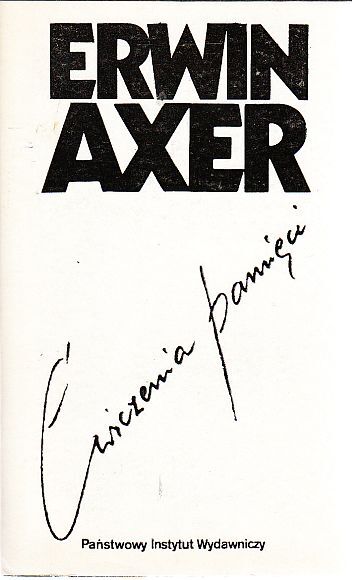 ERWIN
AXER
Ćwiczenia pamięci
Państwowy Instytut Wydawniczy